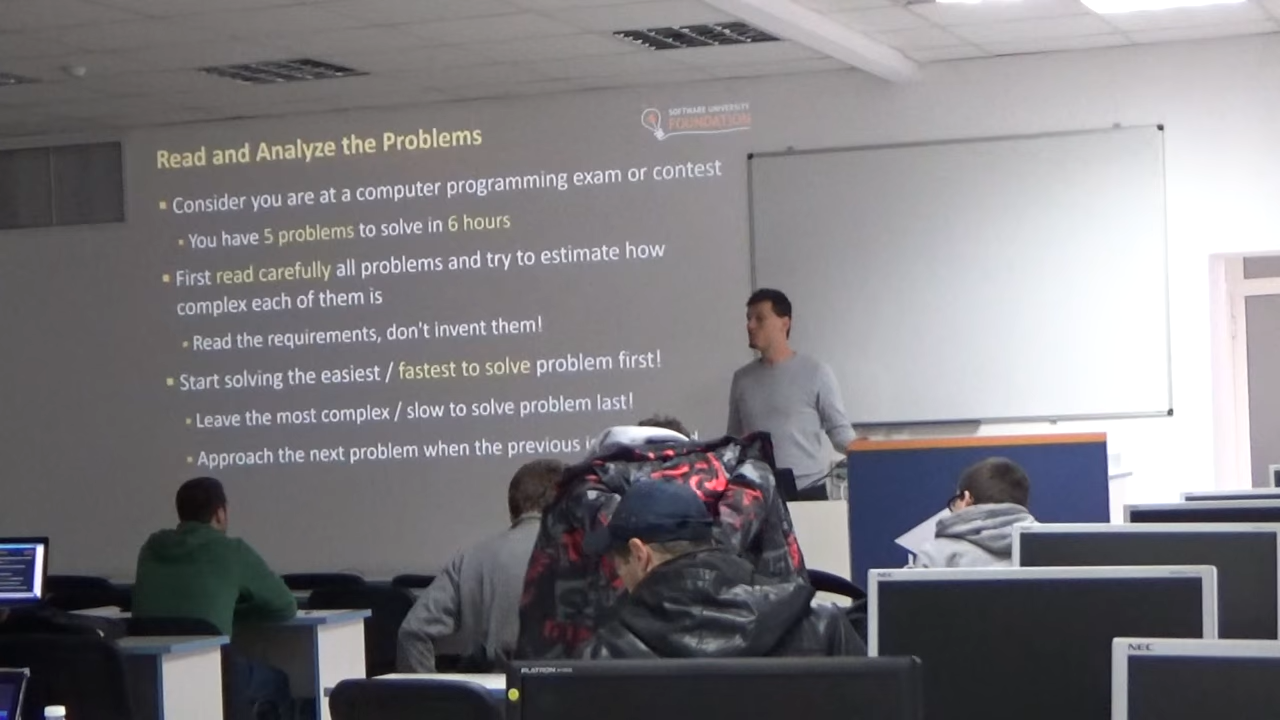 SOFTWARE UNIVERSITY
FOUNDATION
Read and Analyze the Problems
Consider you are at a computer programming exam or contest
You have 5 problems to solve in 6 hours
First read carefully all problems and try to estimate how
complex each of them is
Read the requirements, don't invent them!
Start solving the easiest / fastest to solve problem first!
Leave the most complex / slow to solve problem last!
Approach the next problem when the previous
NEC
NEC
FLATRON